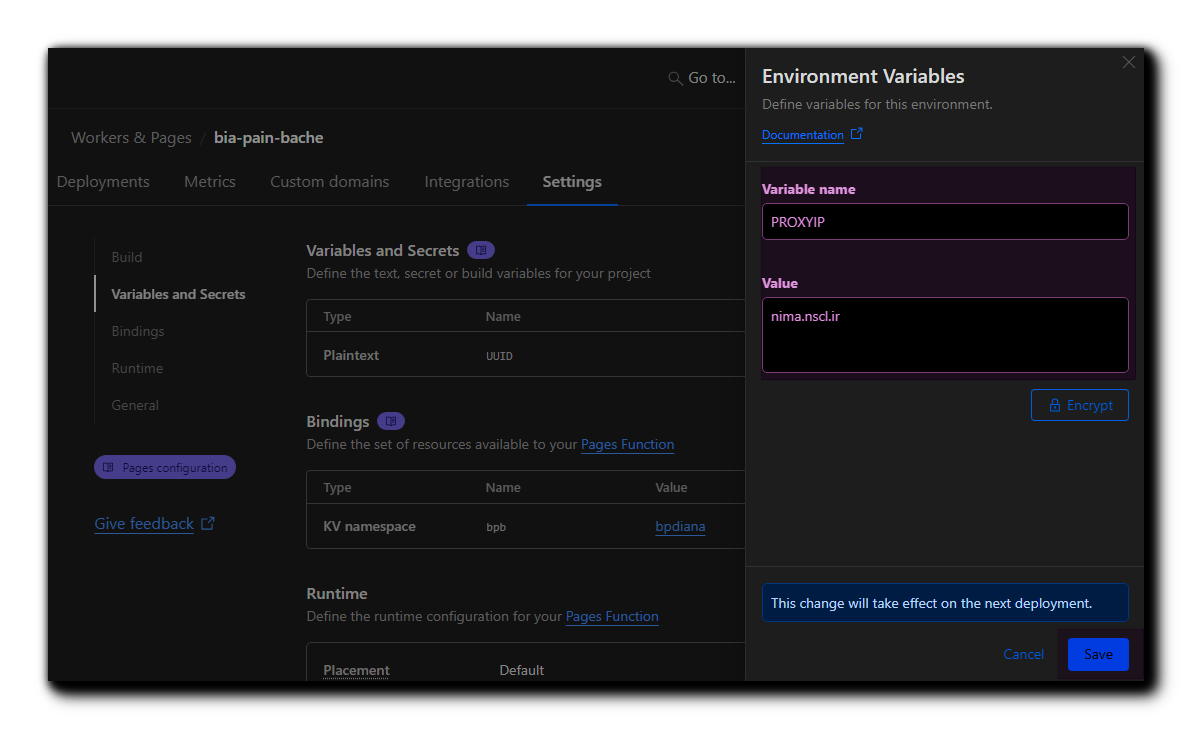 Go to...
Workers & Pages / bia-pain-bache
Deployments Metrics Custom domains Integrations Settings
Build
Variables and Secrets
Bindings
Runtime
General
Pages configuration
Give feedback
Variables and Secrets
Define the text, secret or build variables for your project
Type Name
Plaintext UUID
Bindings
Define the set of resources available to your Pages Function
Type Name Value
KV namespace bpb bpdiana
Runtime
Define the runtime configuration for your Pages Function
Placement Default
Environment Variables
Define variables for this environment.
Documentation
Variable name
PROXYIP
Value
nima.nscl.ir
Encrypt
This change will take effect on the next deployment.
Cancel Save